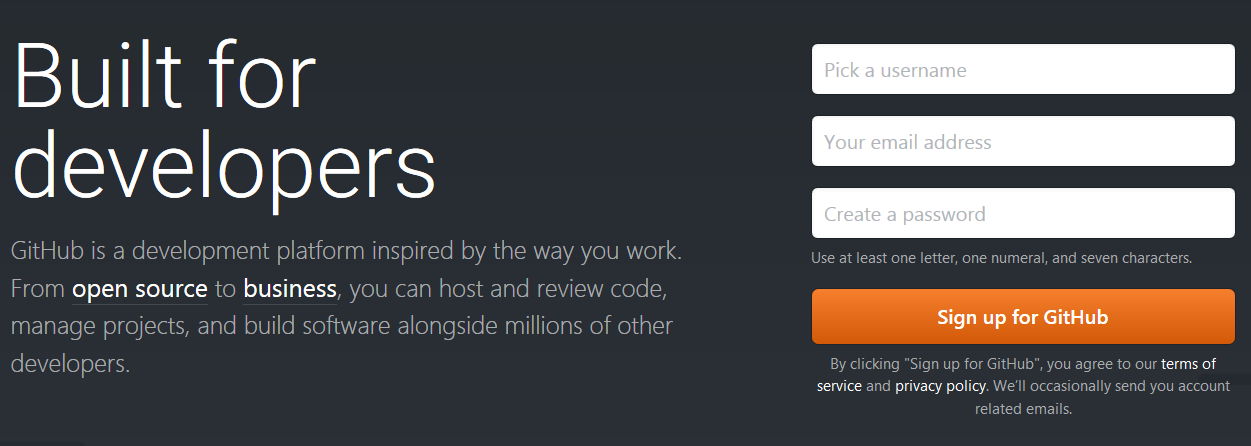 Built for
developers
GitHub is a development platform inspired by the way you work.
From open source to business, you can host and review code,
manage projects, and build software alongside millions of other
developers.
Pick a username
Your email address
Create a password
Use at least one letter, one numeral, and seven characters.
Sign up for GitHub
By clicking "Sign up for GitHub", you agree to our terms of
service and privacy policy. We’ll occasionally send you account
related emails.